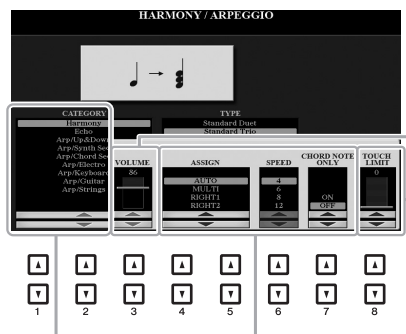 HARMONY / ARPEGGIO
CATEGORY
Harmony
Echo
Arp/Up&Down
Arp/Synth Seq
Arp/Chord Seq
Arp/Electro
Arp/Keyboard
Arp/Guitar
Arp/Strings
TYPE
Standard Duet
Standard Trio
VOLUME
86
ASSIGN
AUTO
MULTI
RIGHT1
RIGHT2
SPEED
4
6
8
12
CHORD NOTE
ONLY
ON
OFF
TOUCH
LIMIT
0
1 2 3 4 5 6 7 8